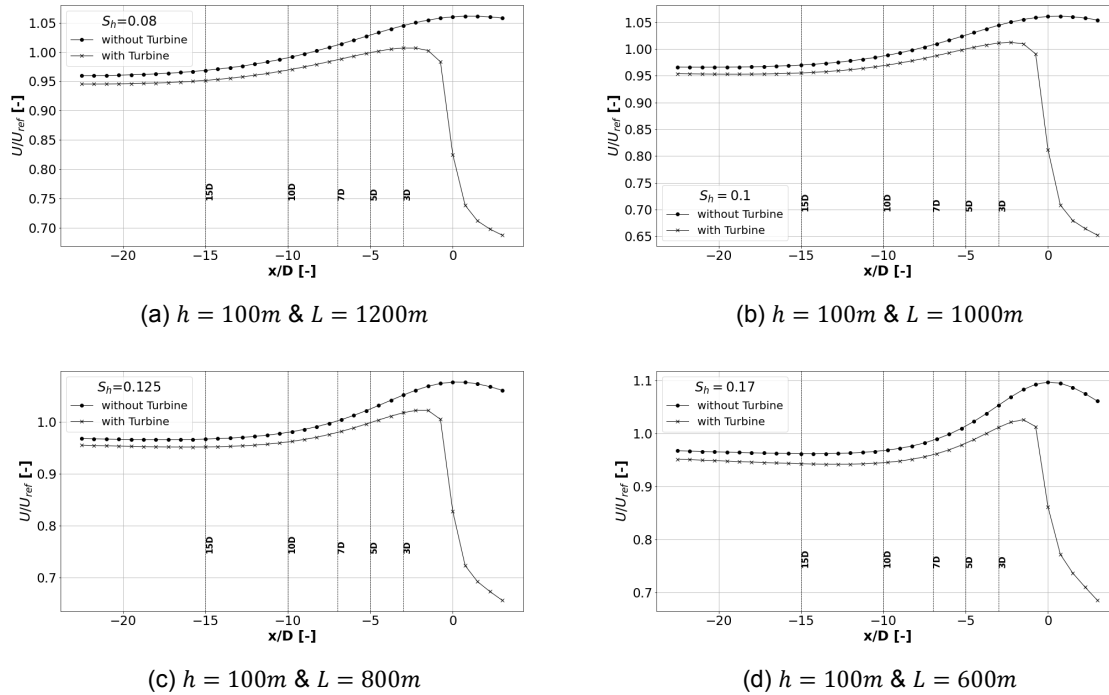 S_h=0.08
without Turbine
with Turbine
1.05
1.00
0.95
0.90
0.85
0.80
0.75
0.70
U/U_ref [-]
15D
10D
7D
5D
3D
−20
−15
−10
−5
0
x/D [-]
(a) h = 100m & L = 1200m
1.05
1.00
0.95
0.90
0.85
0.80
0.75
0.70
0.65
U/U_ref [-]
S_h = 0.1
without Turbine
with Turbine
15D
10D
7D
5D
3D
−20
−15
−10
−5
0
x/D [-]
(b) h = 100m & L = 1000m
S_h=0.125
without Turbine
with Turbine
1.0
0.9
0.8
0.7
U/U_ref [-]
15D
10D
7D
5D
3D
−20
−15
−10
−5
0
x/D [-]
(c) h = 100m & L = 800m
S_h = 0.17
without Turbine
with Turbine
1.1
1.0
0.9
0.8
0.7
U/U_ref [-]
15D
10D
7D
5D
3D
−20
−15
−10
−5
0
x/D [-]
(d) h = 100m & L = 600m